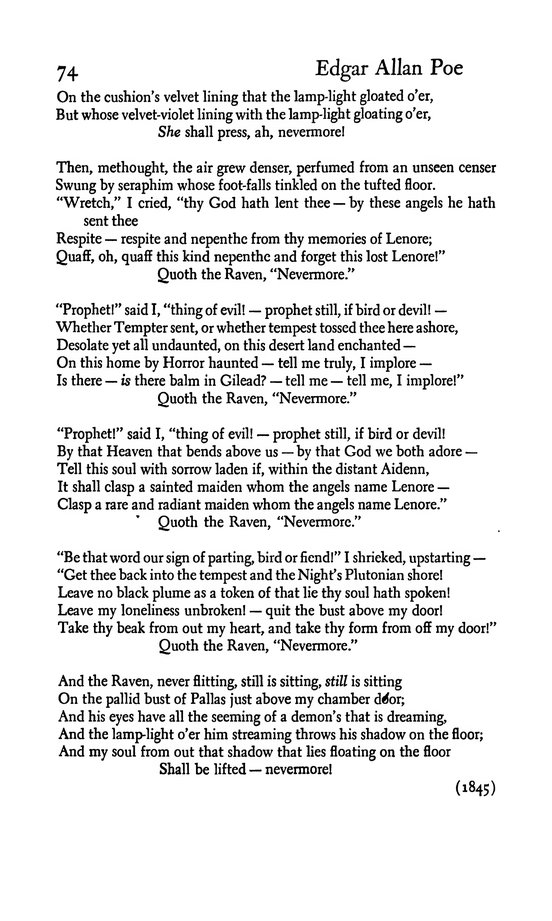 74
Edgar Allan Poe
On the cushion's velvet lining that the lamp-light gloated o'er,
But whose velvet-violet lining with the lamp-light gloating o'er,
She shall press, ah, nevermore!
Then, methought, the air grew denser, perfumed from an unseen censer
Swung by seraphim whose foot-falls tinkled on the tufted floor.
"Wretch," I cried, "thy God hath lent thee — by these angels he hath
sent thee
Respite — respite and nepenthe from thy memories of Lenore;
Quaff, oh, quaff this kind nepenthe and forget this lost Lenore!"
Quoth the Raven, "Nevermore."
"Prophet!" said I, "thing of evil! — prophet still, if bird or devil! —
Whether Tempter sent, or whether tempest tossed thee here ashore,
Desolate yet all undaunted, on this desert land enchanted —
On this home by Horror haunted — tell me truly, I implore —
Is there — is there balm in Gilead? — tell me — tell me, I implore!"
Quoth the Raven, "Nevermore."
"Prophet!" said I, "thing of evil! — prophet still, if bird or devil!
By that Heaven that bends above us — by that God we both adore —
Tell this soul with sorrow laden if, within the distant Aidenn,
It shall clasp a sainted maiden whom the angels name Lenore —
Clasp a rare and radiant maiden whom the angels name Lenore."
Quoth the Raven, "Nevermore."
"Be that word our sign of parting, bird or fiend!" I shrieked, upstarting —
"Get thee back into the tempest and the Night's Plutonian shore!
Leave no black plume as a token of that lie thy soul hath spoken!
Leave my loneliness unbroken! — quit the bust above my door!
Take thy beak from out my heart, and take thy form from off my door!"
Quoth the Raven, "Nevermore."
And the Raven, never flitting, still is sitting, still is sitting
On the pallid bust of Pallas just above my chamber door;
And his eyes have all the seeming of a demon's that is dreaming,
And the lamp-light o'er him streaming throws his shadow on the floor;
And my soul from out that shadow that lies floating on the floor
Shall be lifted — nevermore!
(1845)